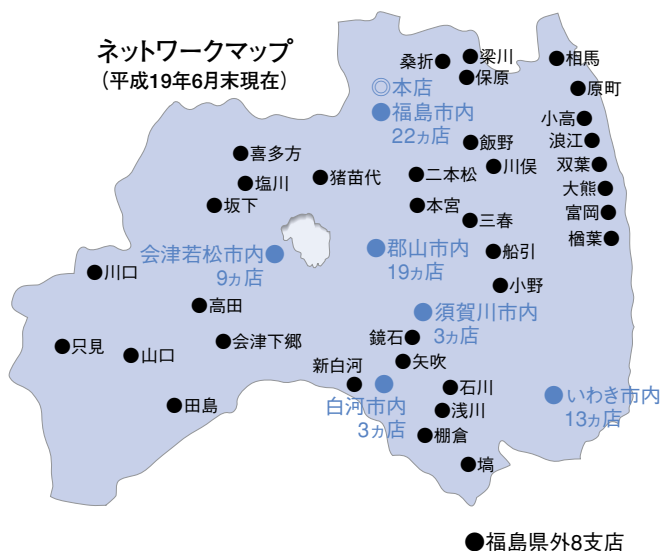 ネットワークマップ
（平成19年6月末現在）
桑折
梁川
保原
相馬
原町
◎本店
福島市内
22ヵ店
小高
浪江
飯野
川俣
双葉
大熊
富岡
楢葉
喜多方
塩川
坂下
猪苗代
二本松
本宮
三春
船引
小野
会津若松市内
9ヵ店
郡山市内
19ヵ店
川口
高田
須賀川市内
3ヵ店
鏡石
只見
山口
会津下郷
矢吹
新白河
石川
白河市内
3ヵ店
いわき市内
13ヵ店
田島
浅川
棚倉
塙
●福島県外8支店